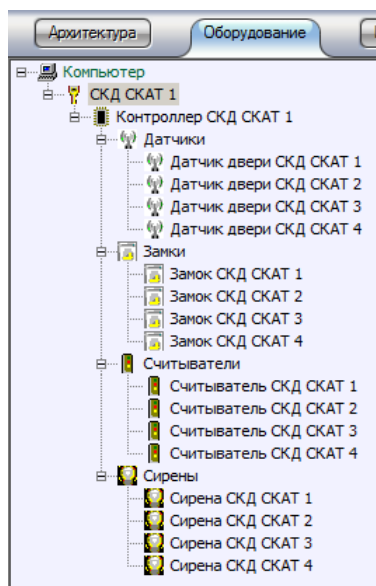 Архитектура Оборудование
Компьютер
СКД СКАТ 1
Контроллер СКД СКАТ 1
Датчики
Датчик двери СКД СКАТ 1
Датчик двери СКД СКАТ 2
Датчик двери СКД СКАТ 3
Датчик двери СКД СКАТ 4
Замки
Замок СКД СКАТ 1
Замок СКД СКАТ 2
Замок СКД СКАТ 3
Замок СКД СКАТ 4
Считыватели
Считыватель СКД СКАТ 1
Считыватель СКД СКАТ 2
Считыватель СКД СКАТ 3
Считыватель СКД СКАТ 4
Сирены
Сирена СКД СКАТ 1
Сирена СКД СКАТ 2
Сирена СКД СКАТ 3
Сирена СКД СКАТ 4